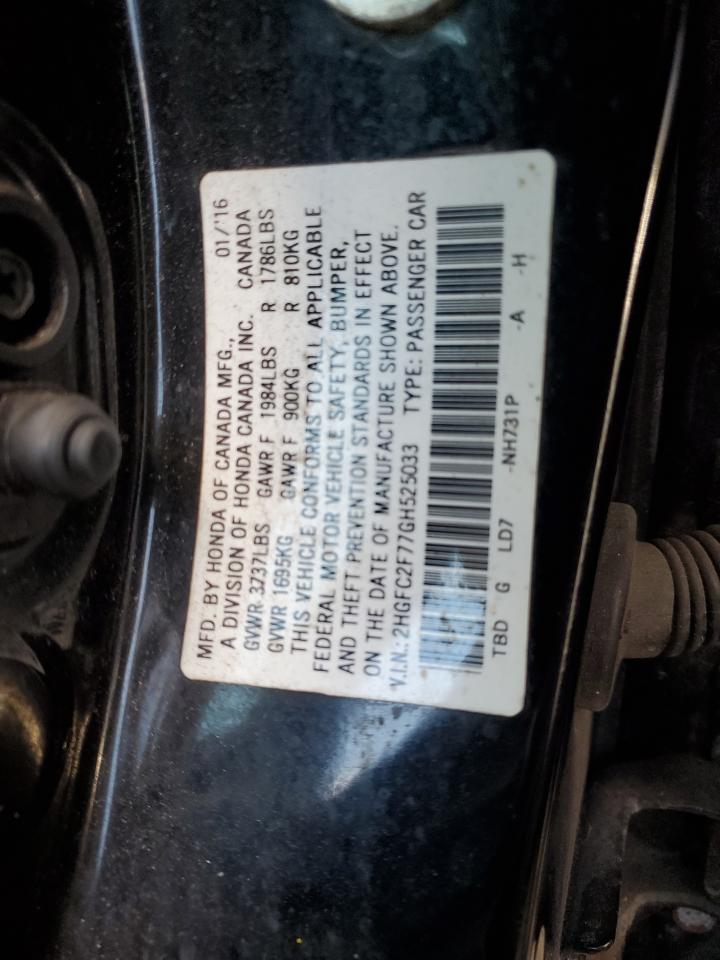 MFD. BY HONDA OF CANADA MFG., 01/'16
A DIVISION OF HONDA CANADA INC. CANADA
GVWR 3737LBS GAWR F 1984LBS R 1786LBS
GVWR 1695KG GAWR F 900KG R 810KG
THIS VEHICLE CONFORMS TO ALL APPLICABLE
FEDERAL MOTOR VEHICLE SAFETY, BUMPER,
AND THEFT PREVENTION STANDARDS IN EFFECT
ON THE DATE OF MANUFACTURE SHOWN ABOVE.
V.I.N.: 2HGFC2F77GH525033 TYPE: PASSENGER CAR
TBD G LD7 -NH731P -A -H